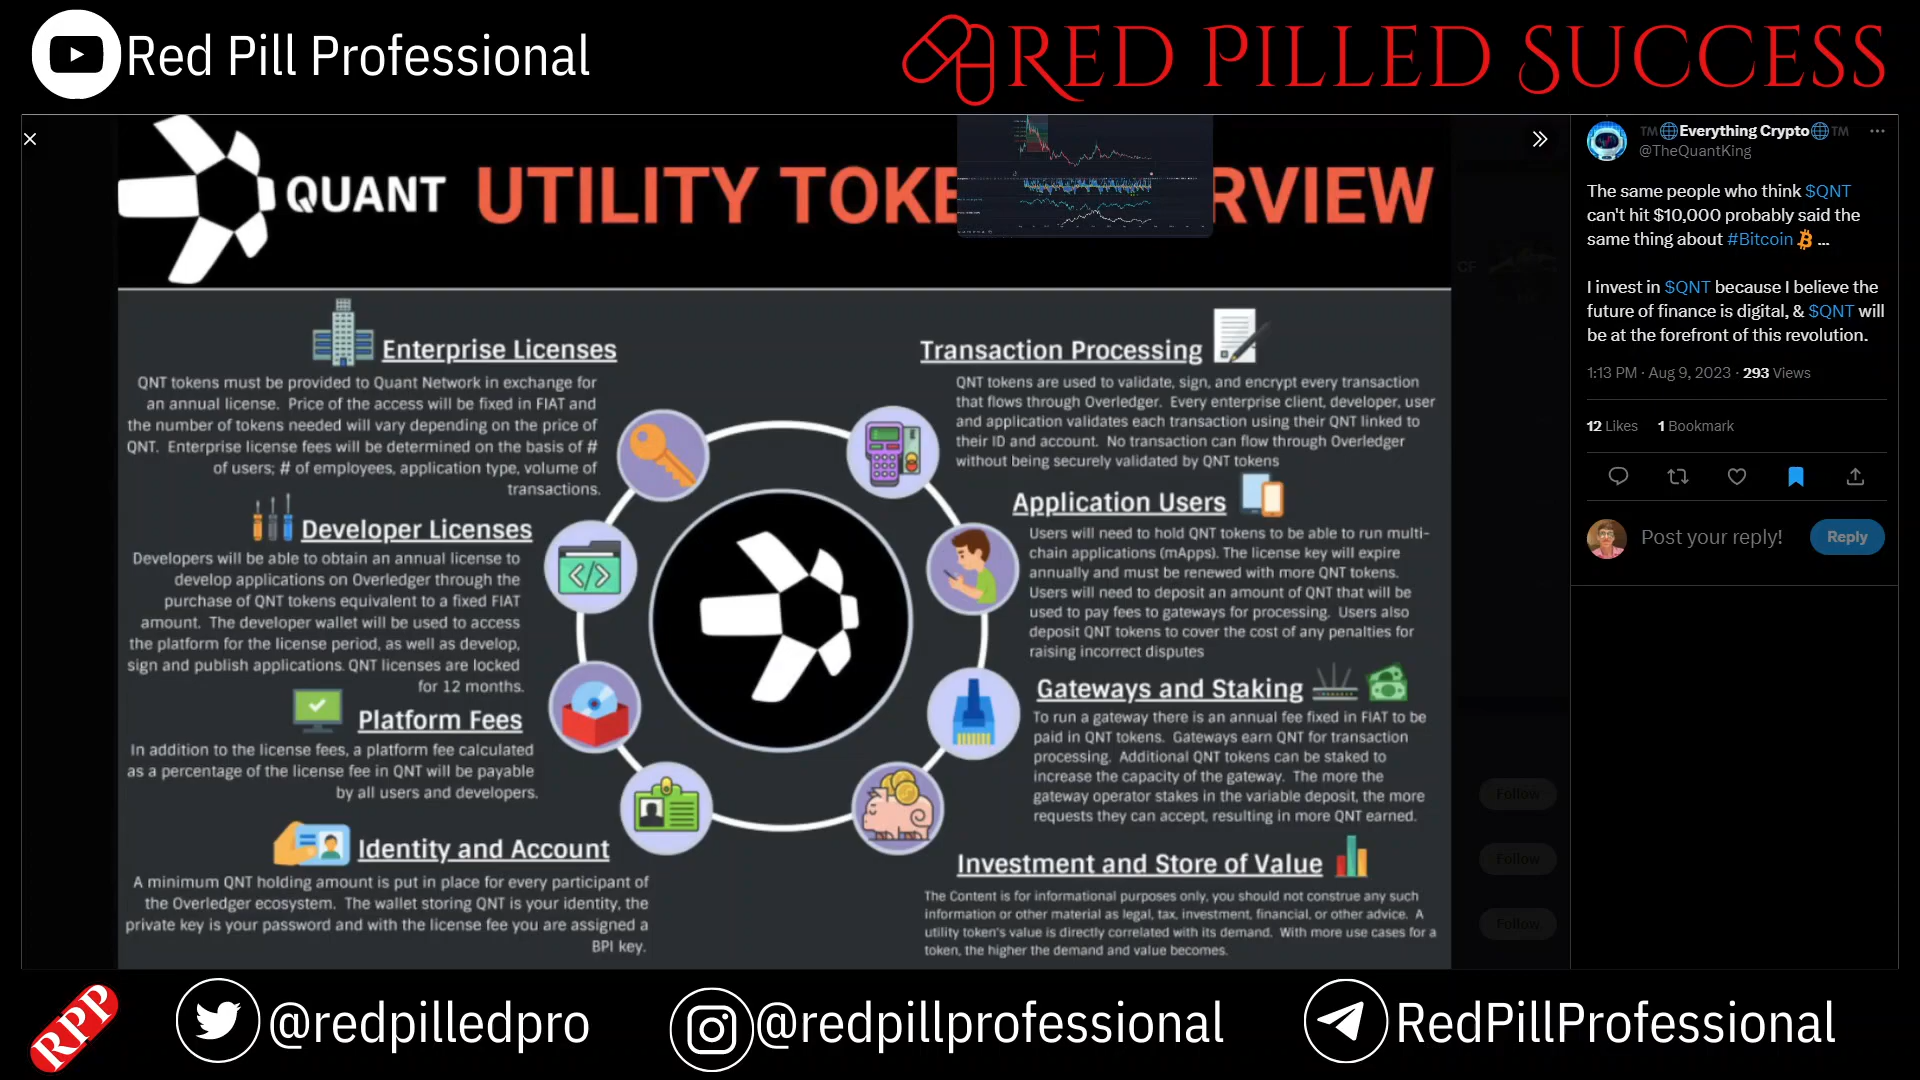 Red Pill Professional
RED PILLED SUCCESS
QUANT
UTILITY TOKE RVIEW
Enterprise Licenses
QNT tokens must be provided to Quant Network in exchange for
an annual license. Price of the access will be fixed in FIAT and
the number of tokens needed will vary depending on the price of
QNT. Enterprise license fees will be determined on the basis of #
of users; # of employees, application type, volume of
transactions.
Developer Licenses
Developers will be able to obtain an annual license to
develop applications on Overledger through the
purchase of QNT tokens equivalent to a fixed FIAT
amount. The developer wallet will be used to access
the platform for the license period, as well as develop,
sign and publish applications. QNT licenses are locked
for 12 months.
Platform Fees
In addition to the license fees, a platform fee calculated
as a percentage of the license fee in QNT will be payable
by all users and developers.
Identity and Account
A minimum QNT holding amount is put in place for every participant of
the Overledger ecosystem. The wallet storing QNT is your identity, the
private key is your password and with the license fee you are assigned a
BPI key.
Transaction Processing
QNT tokens are used to validate, sign, and encrypt every transaction
that flows through Overledger. Every enterprise client, developer, user
and application validates each transaction using their QNT linked to
their ID and account. No transaction can flow through Overledger
without being securely validated by QNT tokens
Application Users
Users will need to hold QNT tokens to be able to run multi-
chain applications (mApps). The license key will expire
annually and must be renewed with more QNT tokens.
Users will need to deposit an amount of QNT that will be
used to pay fees to gateways for processing. Users also
deposit QNT tokens to cover the cost of any penalties for
raising incorrect disputes
Gateways and Staking
To run a gateway there is an annual fee fixed in FIAT to be
paid in QNT tokens. Gateways earn QNT for transaction
processing. Additional QNT tokens can be staked to
increase the capacity of the gateway. The more the
gateway operator stakes in the variable deposit, the more
requests they can accept, resulting in more QNT earned.
Investment and Store of Value
The Content is for informational purposes only, you should not construe any such
information or other material as legal, tax, investment, financial, or other advice. A
utility token's value is directly correlated with its demand. With more use cases for a
token, the higher the demand and value becomes.
Follow
Follow
Follow
TM🌐Everything Crypto🌐TM
@TheQuantKing
The same people who think $QNT
can't hit $10,000 probably said the
same thing about #Bitcoin ...
I invest in $QNT because I believe the
future of finance is digital, & $QNT will
be at the forefront of this revolution.
1:13 PM · Aug 9, 2023 · 293 Views
12 Likes 1 Bookmark
Post your reply!
Reply
RPP
@redpilledpro
@redpillprofessional
RedPillProfessional